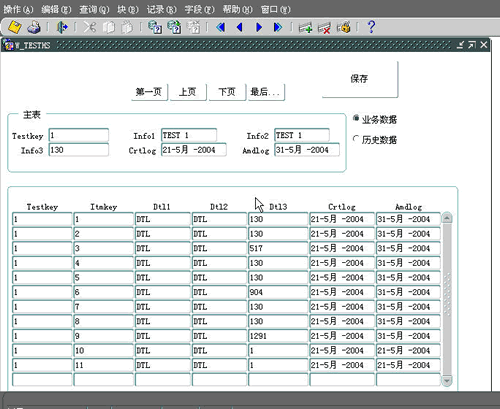 操作(A) 编辑(E) 查询(Q) 块(B) 记录(R) 字段(F) 帮助(H) 窗口(W)
W_TESTMS
第一页 上页 下页 最后... 保存
主表
Testkey 1 Info1 TEST 1 Info2 TEST 1
Info3 130 Crtlog 21-5月 -2004 Amdlog 31-5月 -2004
业务数据
历史数据
Testkey Itmkey Dtl1 Dtl2 Dtl3 Crtlog Amdlog
1 1 DTL DTL 130 21-5月 -2004 31-5月 -2004
1 2 DTL DTL 130 21-5月 -2004 31-5月 -2004
1 3 DTL DTL 517 21-5月 -2004 31-5月 -2004
1 4 DTL DTL 130 21-5月 -2004 31-5月 -2004
1 5 DTL DTL 130 21-5月 -2004 31-5月 -2004
1 6 DTL DTL 904 21-5月 -2004 31-5月 -2004
1 7 DTL DTL 130 21-5月 -2004 31-5月 -2004
1 8 DTL DTL 130 21-5月 -2004 31-5月 -2004
1 9 DTL DTL 1291 21-5月 -2004 31-5月 -2004
1 10 DTL DTL 1 21-5月 -2004 31-5月 -2004
1 11 DTL DTL 1 21-5月 -2004 31-5月 -2004